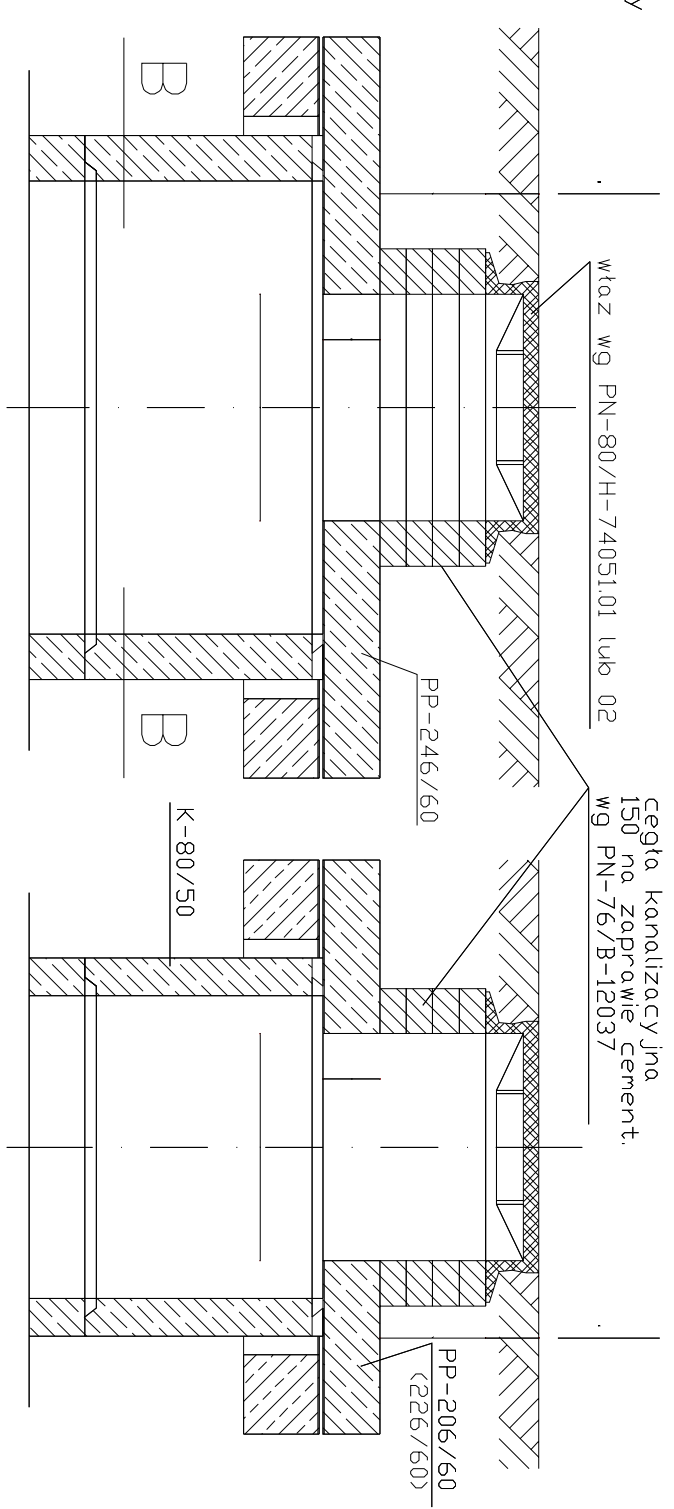 y
właz wg PN-80/H-74051.01 lub 02
cegła kanalizacyjna
150 na zaprawie cement.
wg PN-76/B-12037
PP-246/60
PP-206/60
(226/60)
K-80/50
B
B